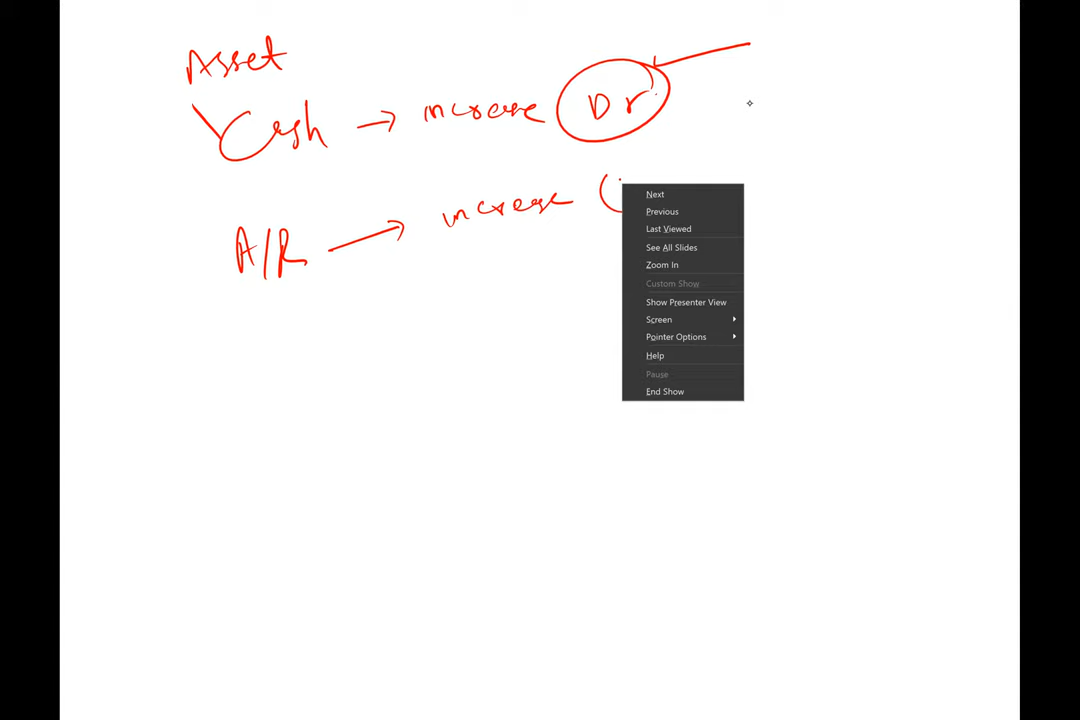 Asset
Cash → increase Dr
A/R → increase (
Next
Previous
Last Viewed
See All Slides
Zoom In
Custom Show
Show Presenter View
Screen
Pointer Options
Help
Pause
End Show